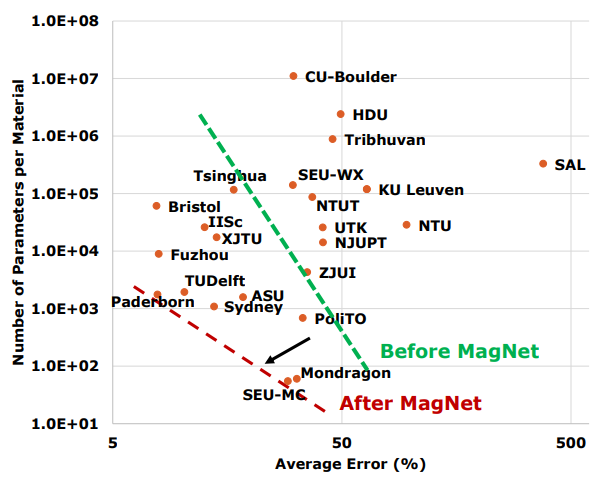 1.0E+08
1.0E+07
1.0E+06
1.0E+05
1.0E+04
1.0E+03
1.0E+02
1.0E+01
Number of Parameters per Material
CU-Boulder
HDU
Tribhuvan
SAL
Tsinghua
SEU-WX
KU Leuven
NTUT
Bristol
IISc
XJTU
UTK
NTU
NJUPT
Fuzhou
ZJUI
TUDelft
Paderborn
ASU
Sydney
PoliTO
Before MagNet
Mondragon
SEU-MC
After MagNet
5
50
500
Average Error (%)